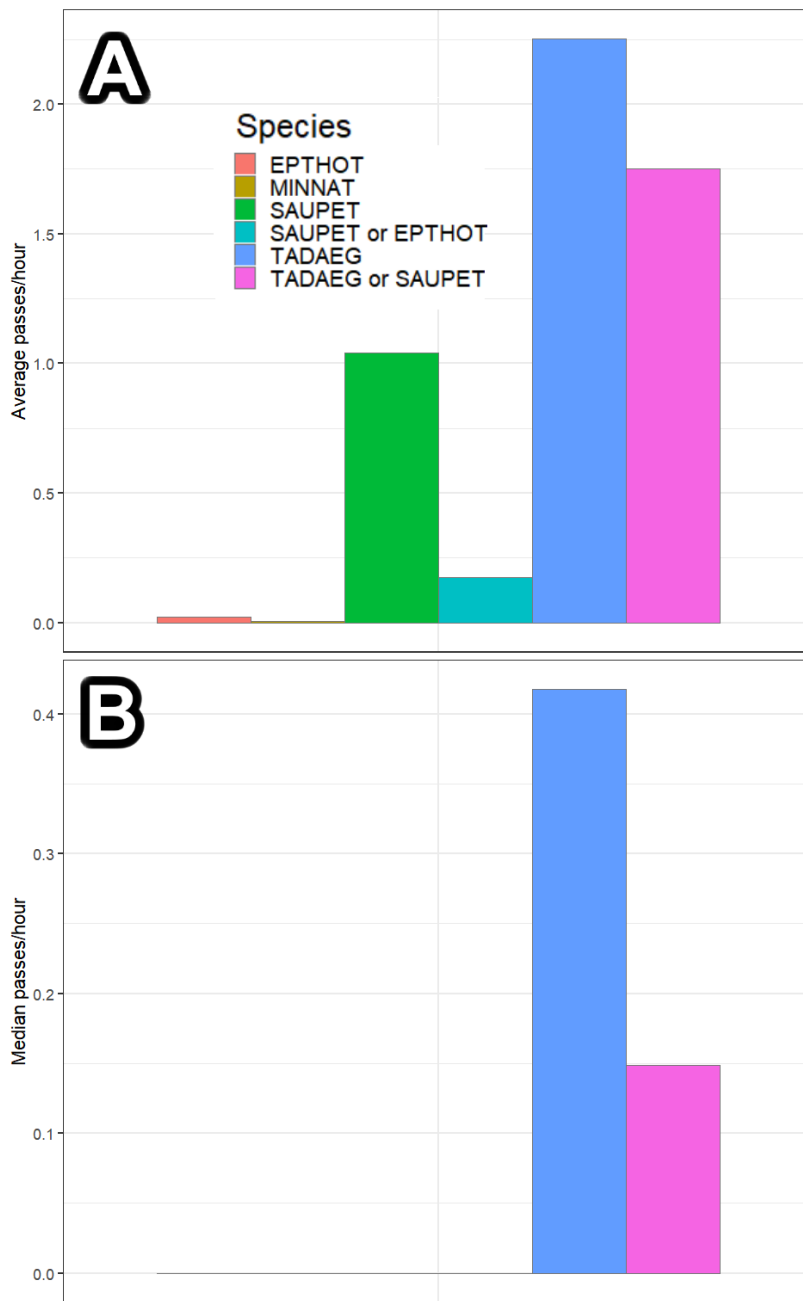 A
Species
EPTHOT
MINNAT
SAUPET
SAUPET or EPTHOT
TADAEG
TADAEG or SAUPET
Average passes/hour
2.0
1.5
1.0
0.5
0.0
B
Median passes/hour
0.4
0.3
0.2
0.1
0.0